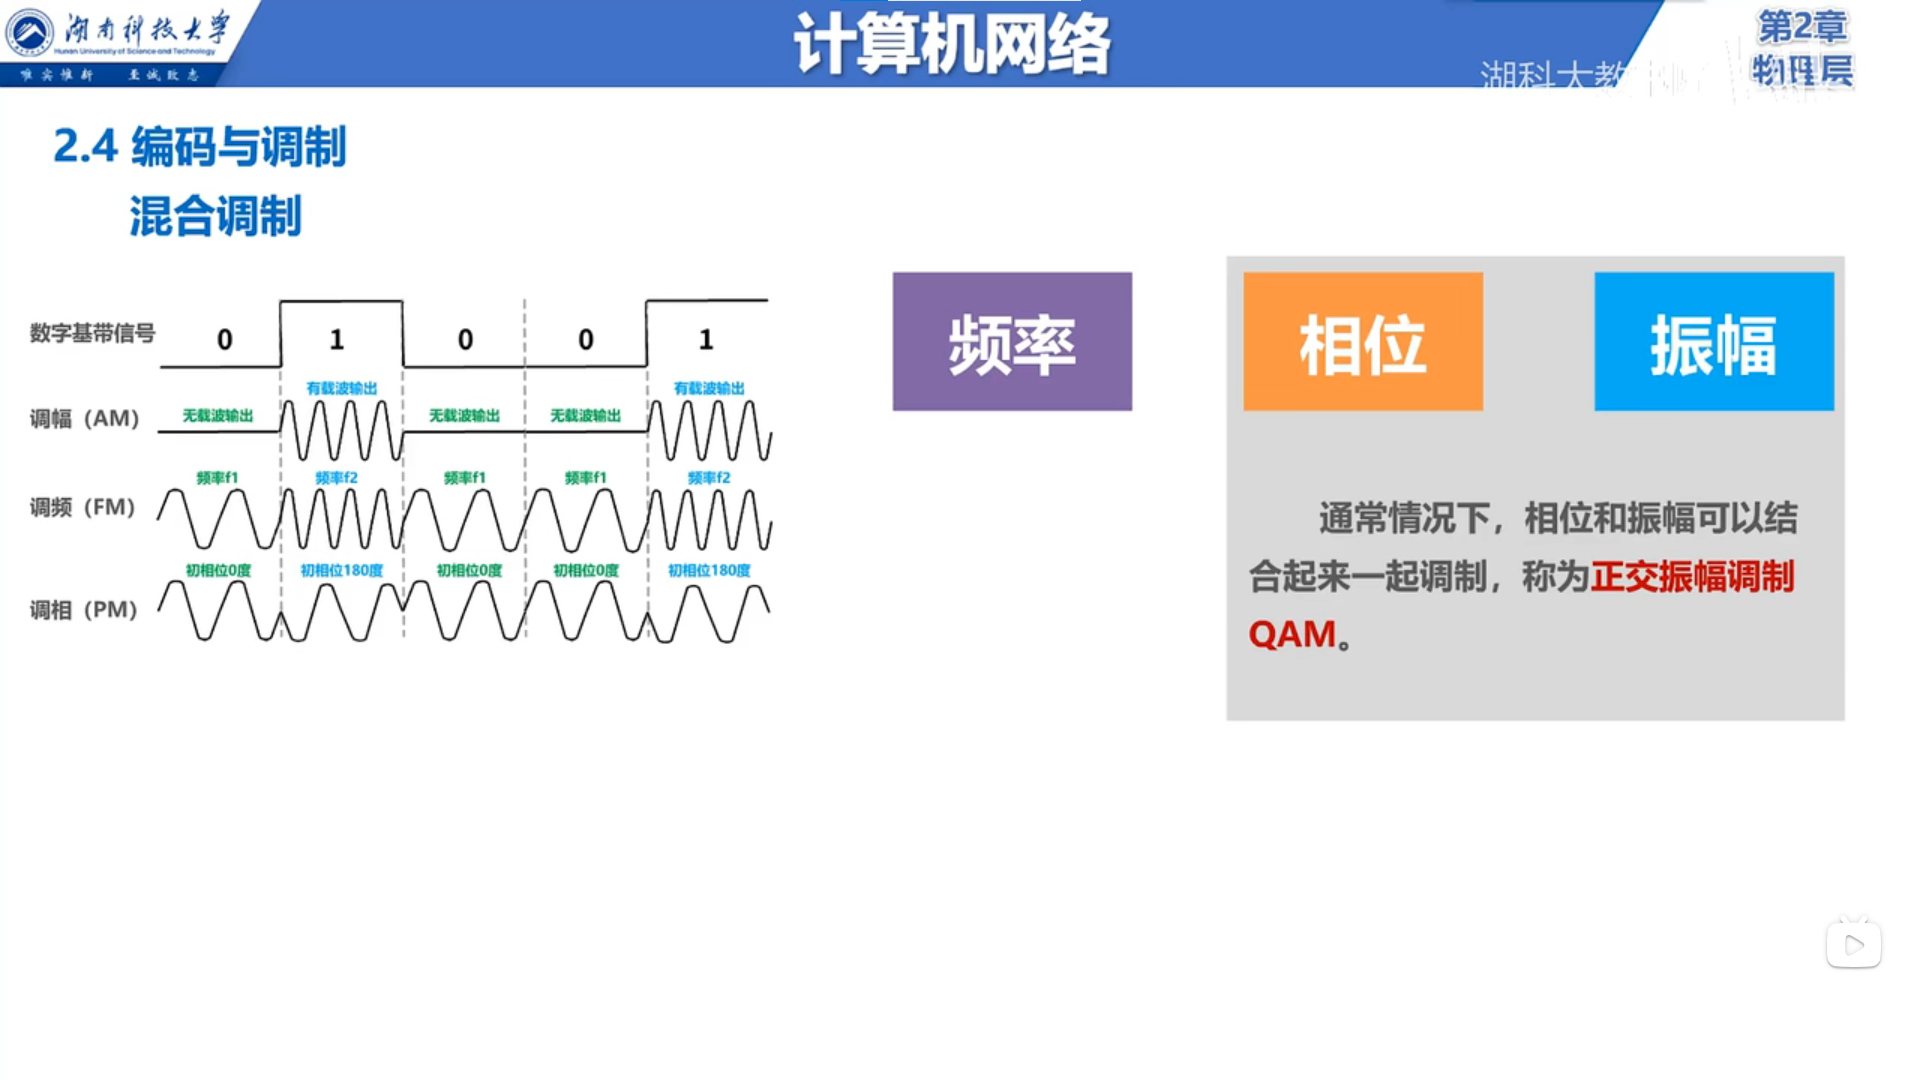 湖南科技大学
Hunan University of Science and Technology
唯实惟新 至诚致志
计算机网络
第2章
物理层
湖科大教
2.4 编码与调制
混合调制
数字基带信号
0 1 0 0 1
调幅（AM）
无载波输出 有载波输出 无载波输出 无载波输出 有载波输出
调频（FM）
频率f1 频率f2 频率f1 频率f1 频率f2
调相（PM）
初相位0度 初相位180度 初相位0度 初相位0度 初相位180度
频率
相位
振幅
通常情况下，相位和振幅可以结
合起来一起调制，称为正交振幅调制
QAM。